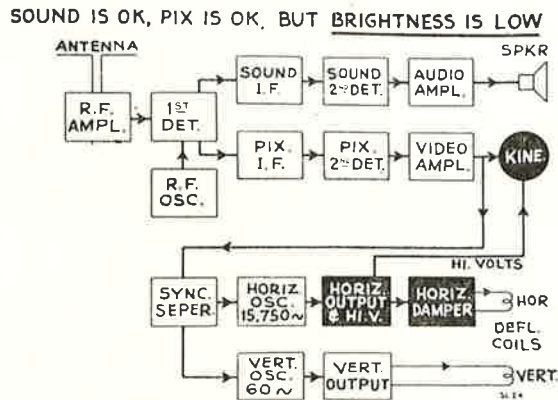 SOUND IS OK, PIX IS OK, BUT BRIGHTNESS IS LOW
ANTENNA
SPKR
R.F.
AMPL.
1ST
DET.
SOUND
I.F.
SOUND
2ND DET.
AUDIO
AMPL.
R.F.
OSC.
PIX.
I.F.
PIX.
2ND DET.
VIDEO
AMPL.
KINE.
HI. VOLTS
SYNC.
SEPER.
HORIZ
OSC.
15,750~
HORIZ.
OUTPUT
& HI.V.
HORIZ.
DAMPER
HOR
DEFL.
COILS
VERT.
OSC.
60~
VERT.
OUTPUT
VERT.